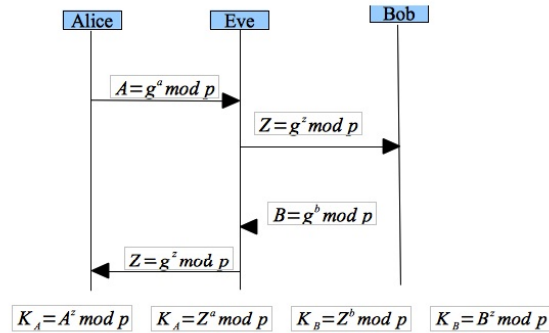 Alice Eve Bob
A=g^a mod p
Z=g^z mod p
B=g^b mod p
Z=g^z mod p
K_A=A^z mod p K_A=Z^a mod p K_B=Z^b mod p K_B=B^z mod p